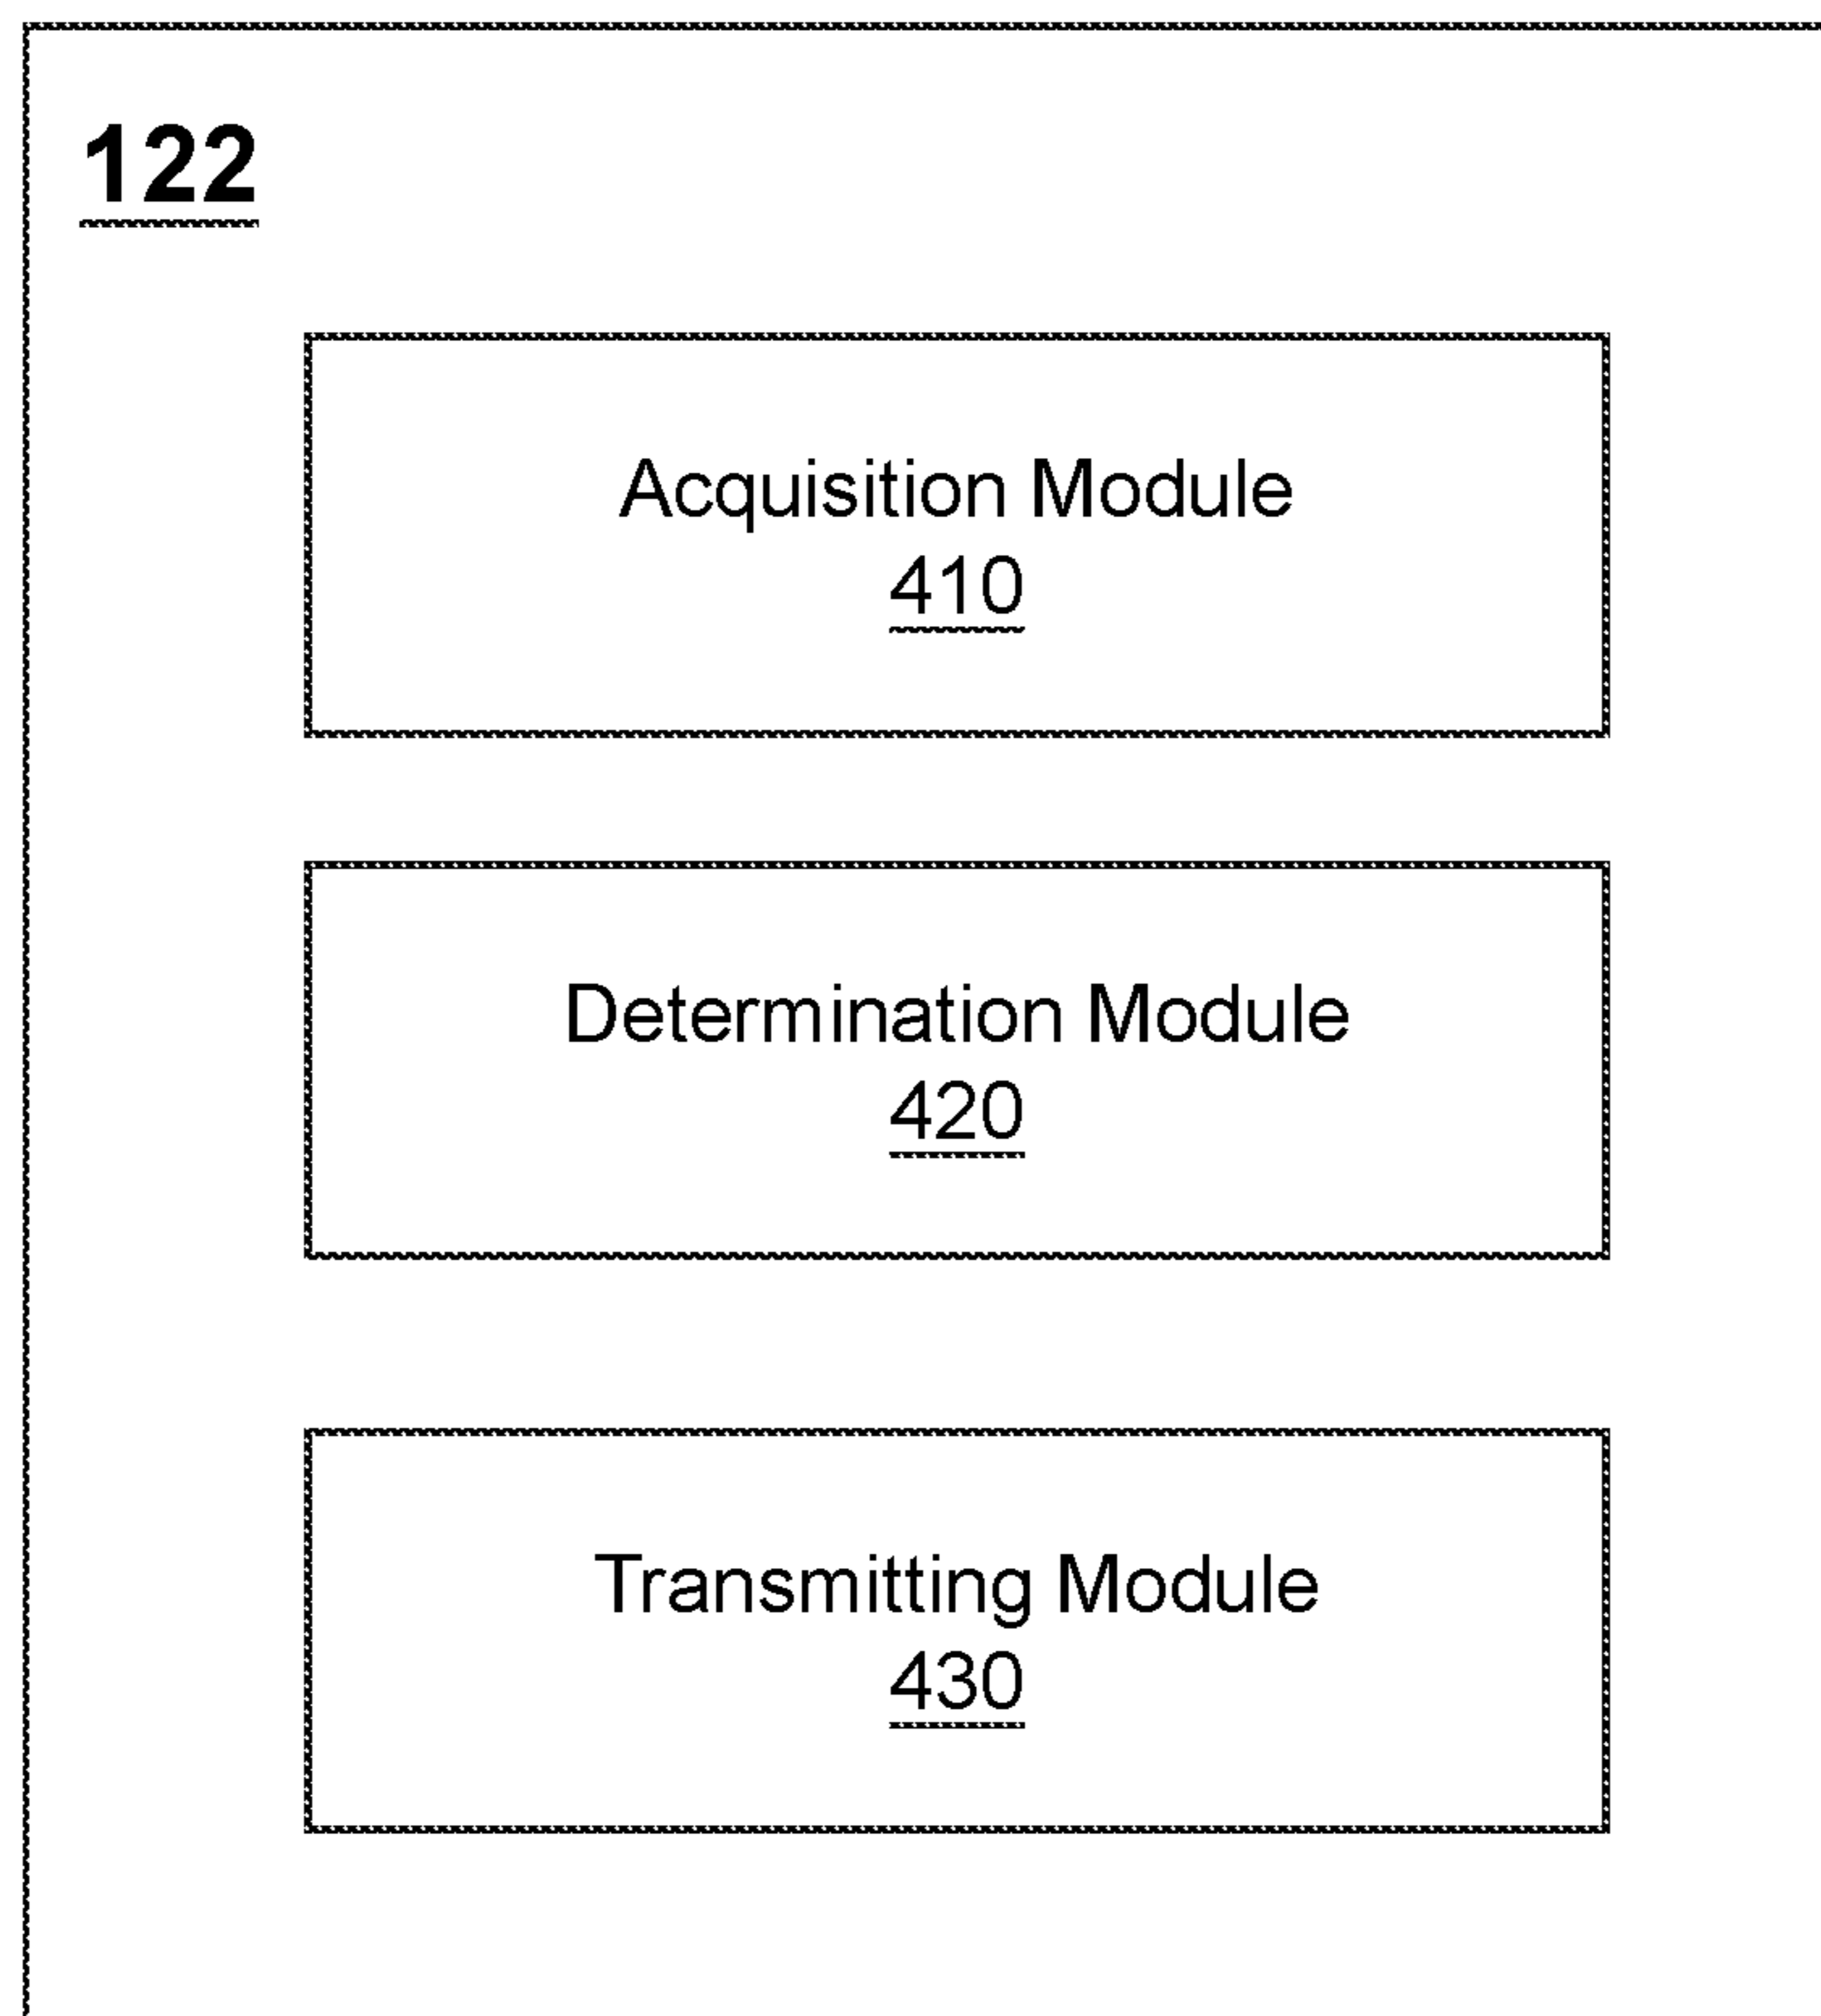 122
Acquisition Module
410
Determination Module
420
Transmitting Module
430